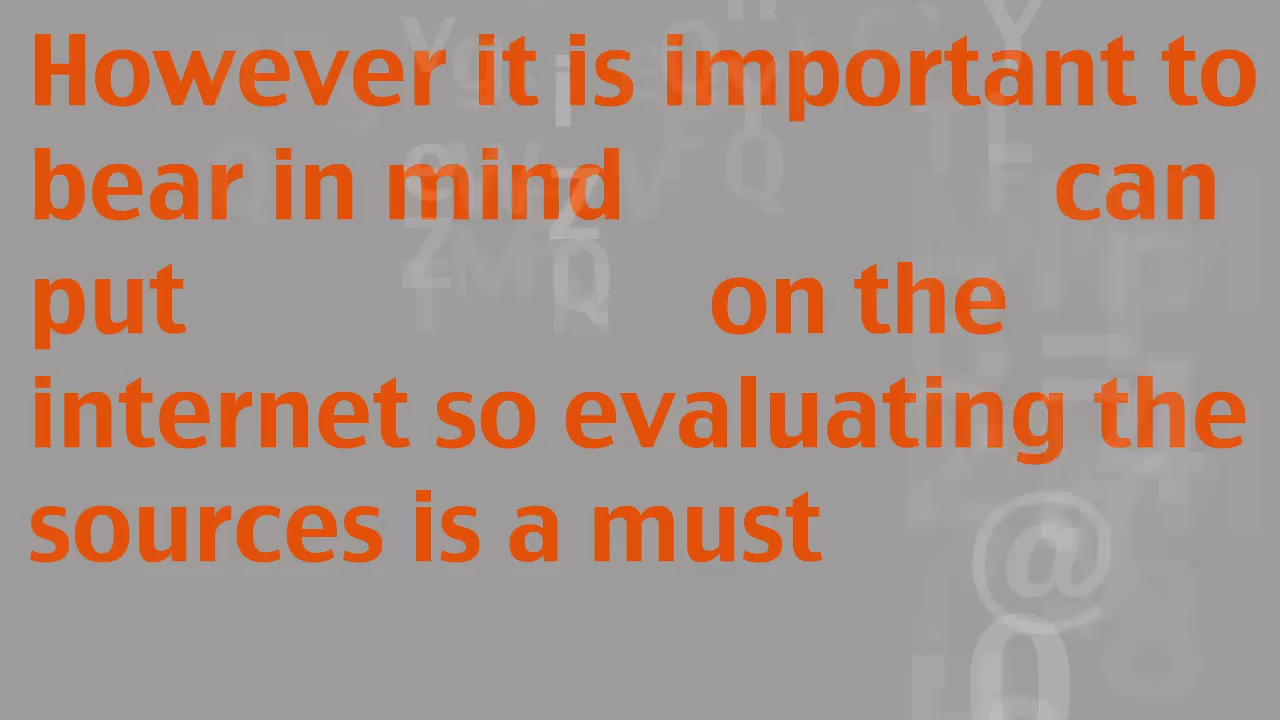 However it is important to
bear in mind can
put on the
internet so evaluating the
sources is a must